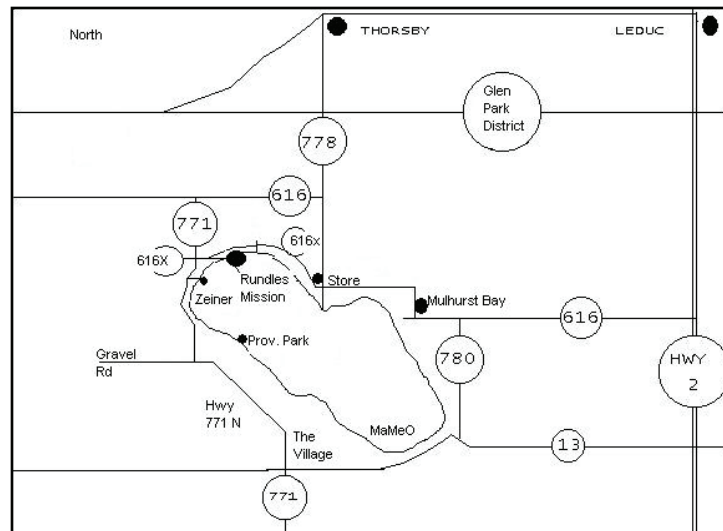 North
THORSBY
LEDUC
Glen
Park
District
778
616
771
616X
616x
Rundles
Mission
Store
Zeiner
Mulhurst Bay
616
Prov. Park
780
Gravel
Rd
HWY
2
Hwy
771 N
The
Village
MaMeO
13
771